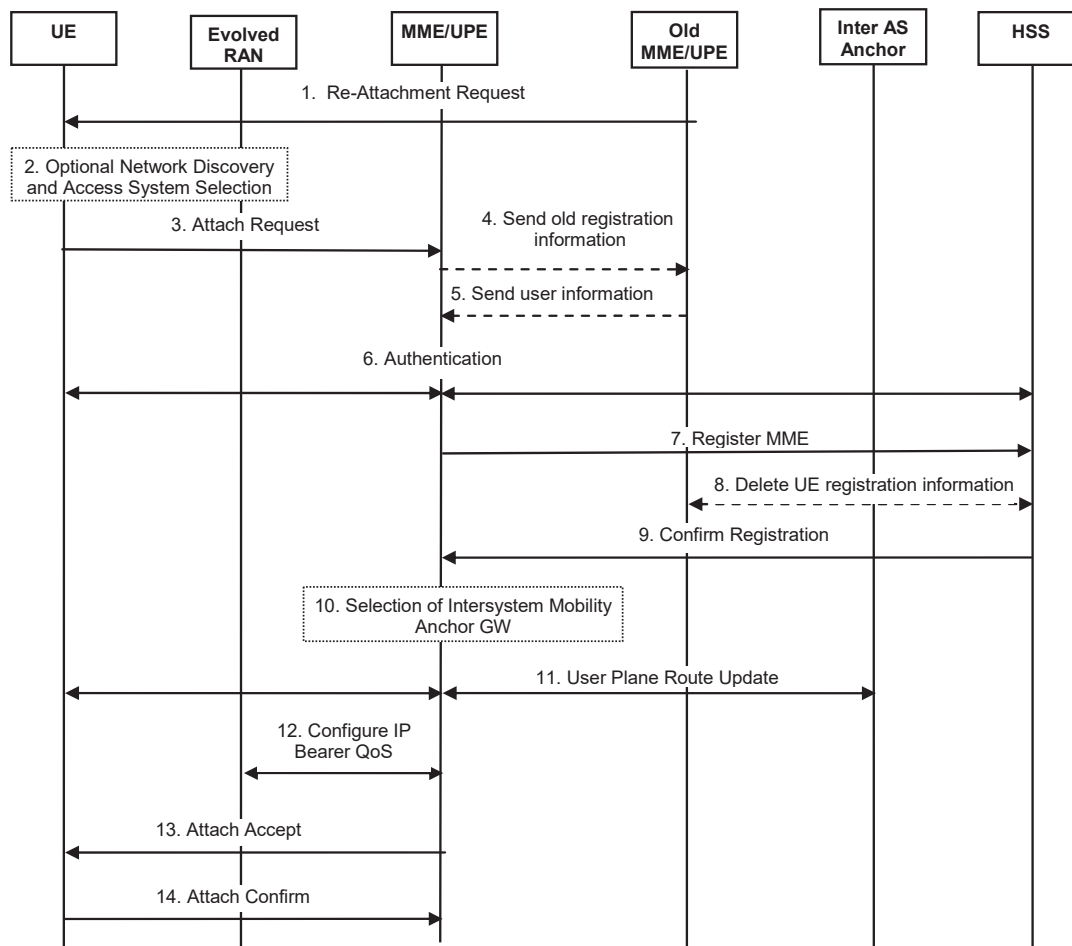 UE
Evolved
RAN
MME/UPE
Old
MME/UPE
Inter AS
Anchor
HSS
1. Re-Attachment Request
2. Optional Network Discovery
and Access System Selection
3. Attach Request
4. Send old registration
information
5. Send user information
6. Authentication
7. Register MME
8. Delete UE registration information
9. Confirm Registration
10. Selection of Intersystem Mobility
Anchor GW
11. User Plane Route Update
12. Configure IP
Bearer QoS
13. Attach Accept
14. Attach Confirm